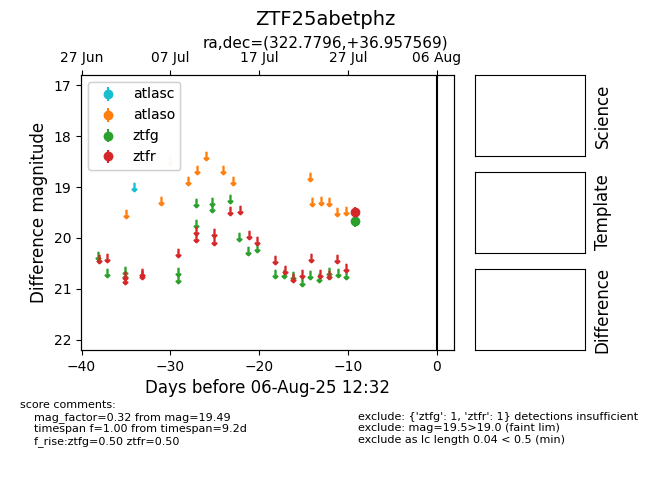 ZTF25abetphz
ra,dec=(322.7796,+36.957569)
27 Jun 07 Jul 17 Jul 27 Jul 06 Aug
atlasc
atlaso
ztfg
ztfr
17
18
19
20
21
22
Difference magnitude
−40 −30 −20 −10 0
Days before 06-Aug-25 12:32
Science
Template
Difference
score comments:
mag_factor=0.32 from mag=19.49
timespan f=1.00 from timespan=9.2d
f_rise:ztfg=0.50 ztfr=0.50
exclude: {'ztfg': 1, 'ztfr': 1} detections insufficient
exclude: mag=19.5>19.0 (faint lim)
exclude as lc length 0.04 < 0.5 (min)